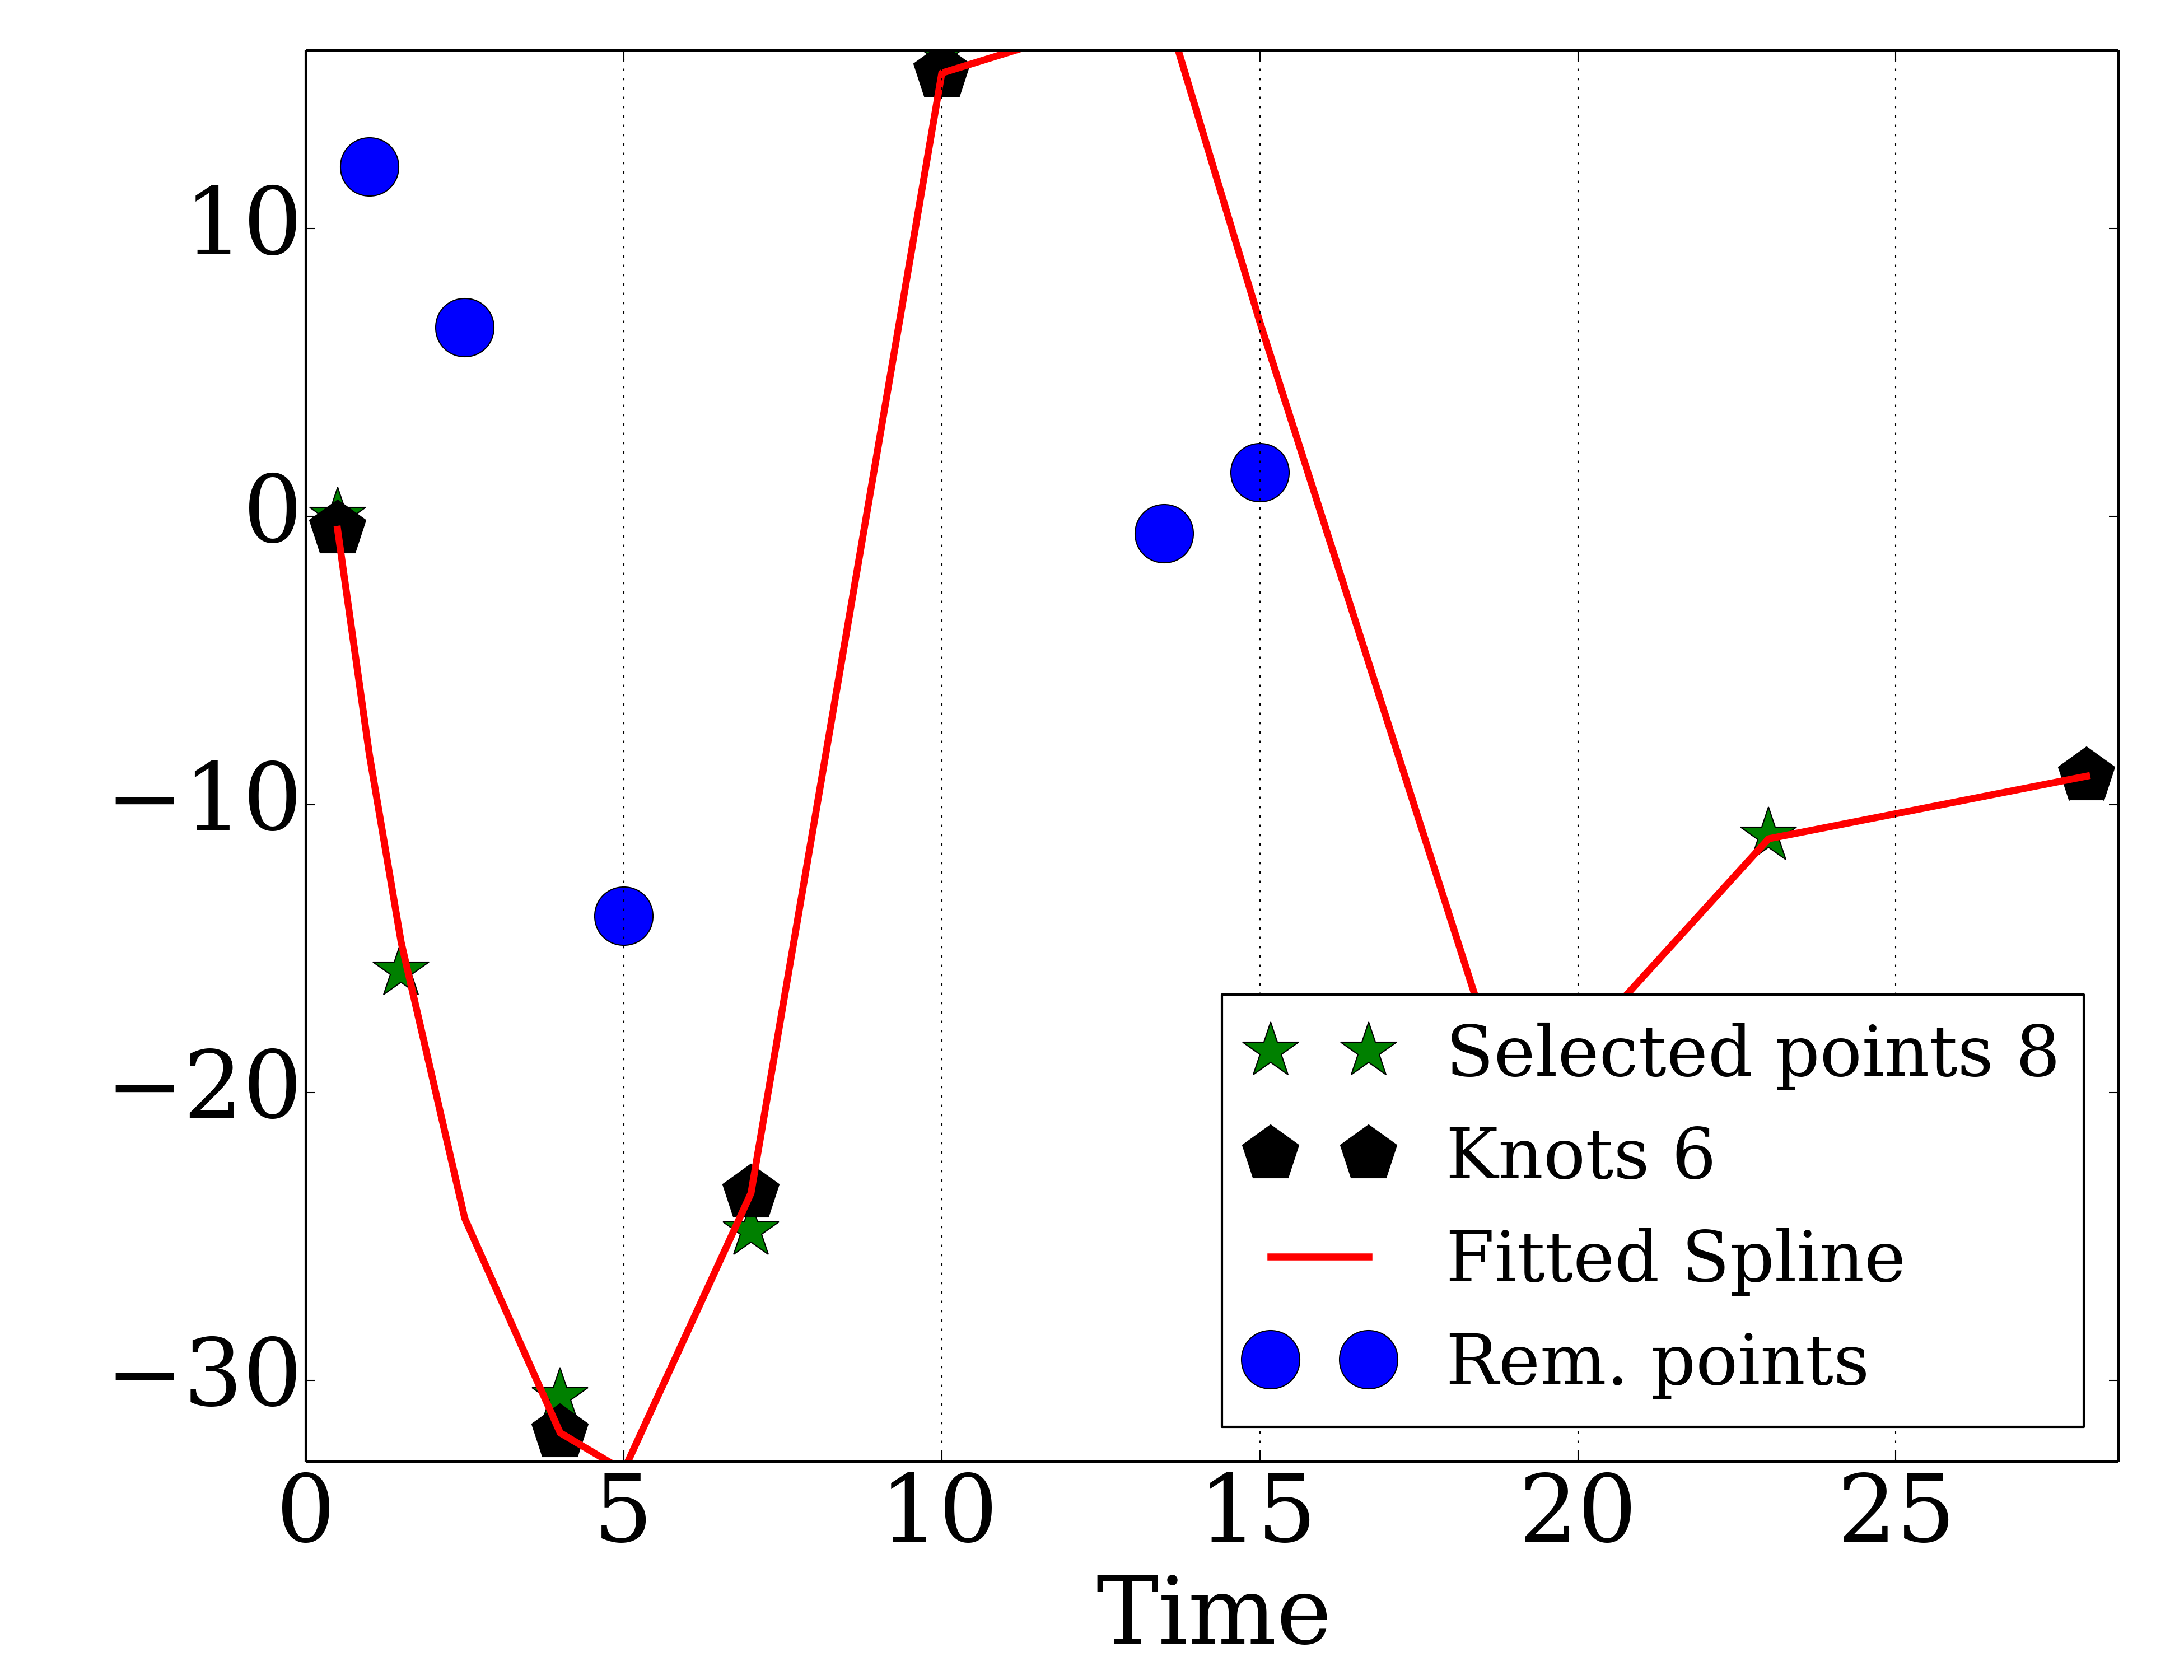 10
0
−10
−20
−30
0 5 10 15 20 25
Time
Selected points 8
Knots 6
Fitted Spline
Rem. points